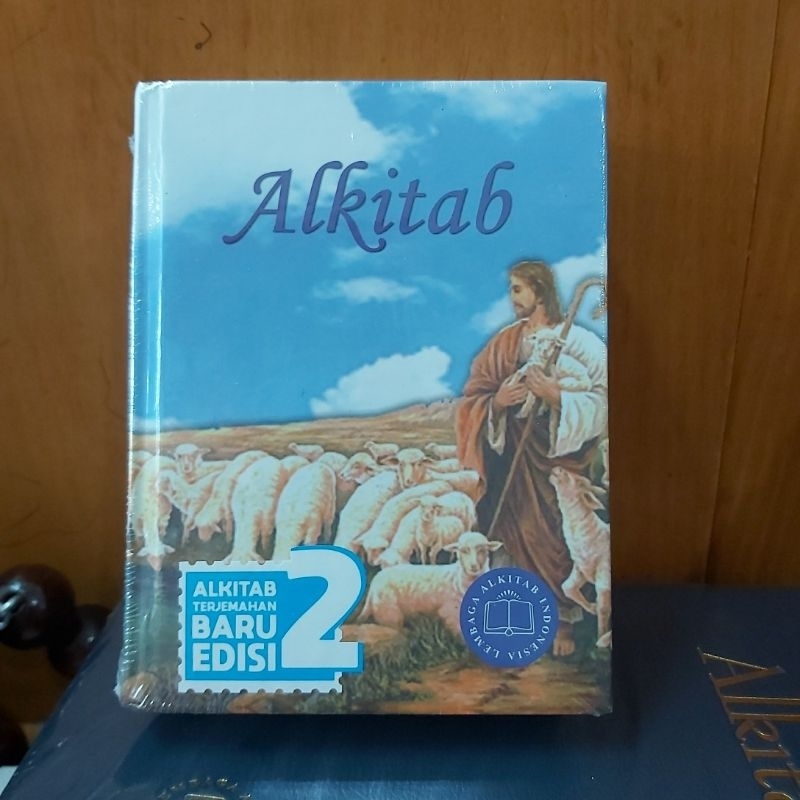 Alkitab
ALKITAB
TERJEMAHAN
BARU
EDISI
2
LEMBAGA ALKITAB INDONESIA